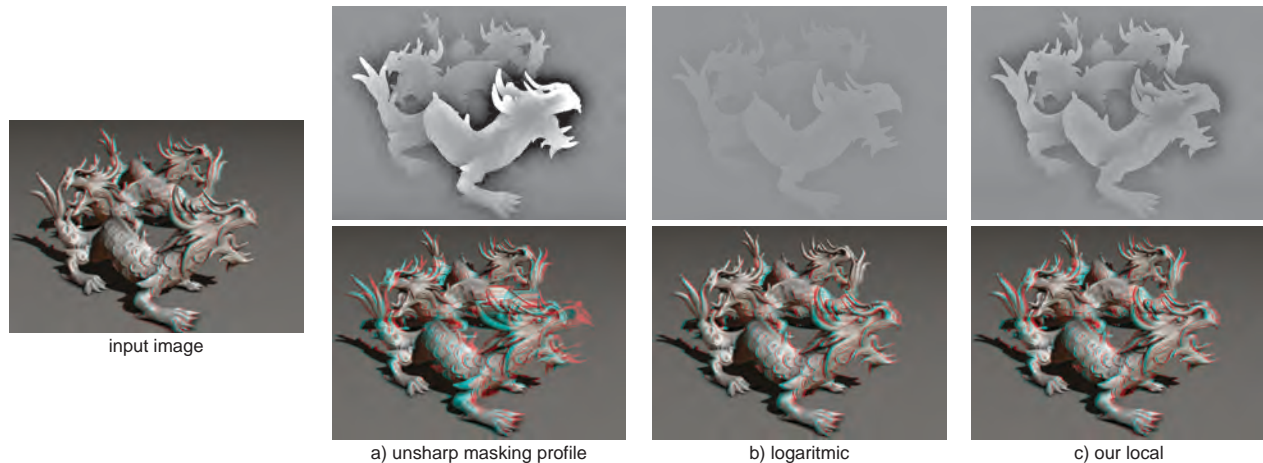 input image
a) unsharp masking profile
b) logaritmic
c) our local